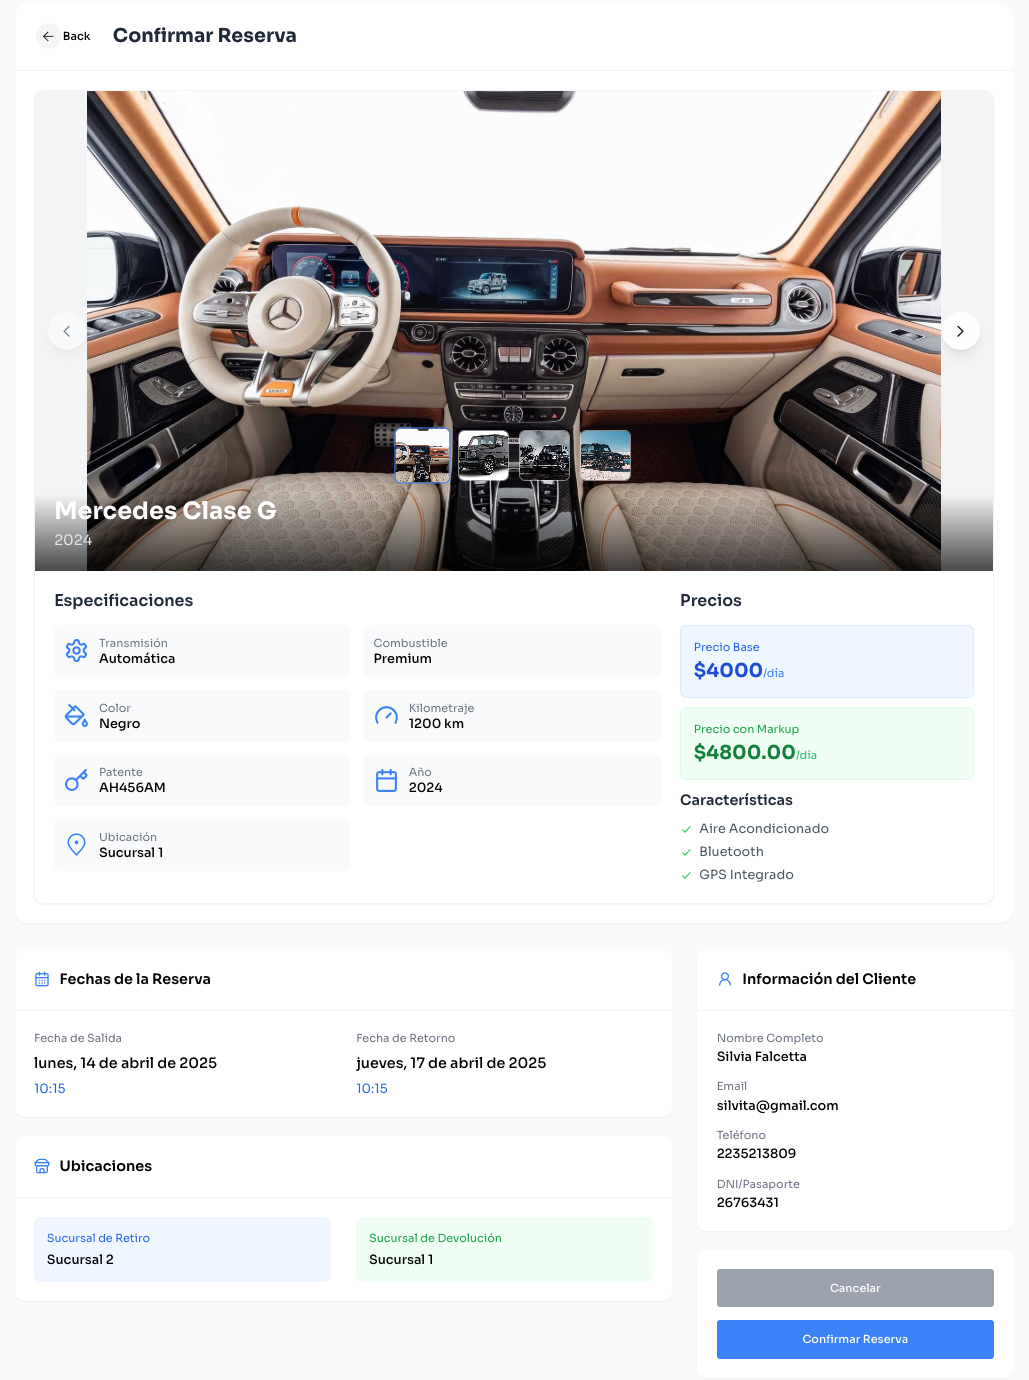 Back
Confirmar Reserva
Mercedes Clase G
2024
Especificaciones
Transmisión
Automática
Combustible
Premium
Color
Negro
Kilometraje
1200 km
Patente
AH456AM
Año
2024
Ubicación
Sucursal 1
Precios
Precio Base
$4000/día
Precio con Markup
$4800.00/día
Características
Aire Acondicionado
Bluetooth
GPS Integrado
Fechas de la Reserva
Fecha de Salida
lunes, 14 de abril de 2025
10:15
Fecha de Retorno
jueves, 17 de abril de 2025
10:15
Ubicaciones
Sucursal de Retiro
Sucursal 2
Sucursal de Devolución
Sucursal 1
Información del Cliente
Nombre Completo
Silvia Falcetta
Email
silvita@gmail.com
Teléfono
2235213809
DNI/Pasaporte
26763431
Cancelar
Confirmar Reserva